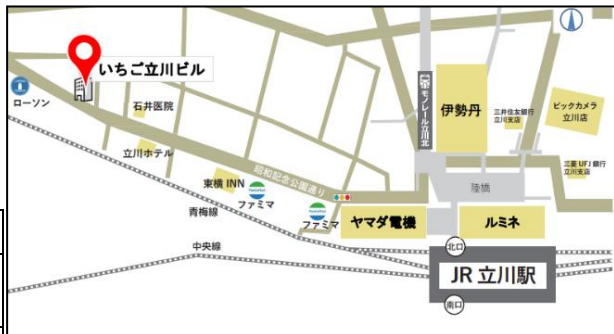 いちご立川ビル
ローソン
石井医院
立川ホテル
昭和記念公園通り
東横 INN
ファミマ
ファミマ
青梅線
中央線
モノレール立川北
伊勢丹
三井住友銀行
立川支店
ビックカメラ
立川店
三菱 UFJ 銀行
立川支店
陸橋
ヤマダ電機
ルミネ
北口
JR 立川駅
南口